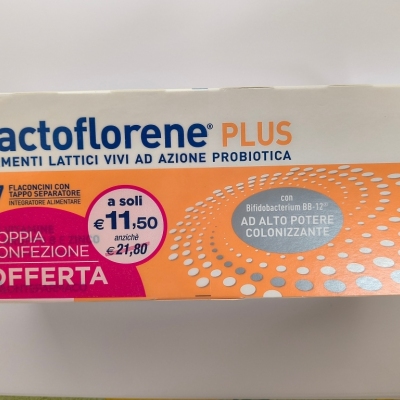 actoflorene® PLUS
MENTI LATTICI VIVI AD AZIONE PROBIOTICA
7 FLACONCINI CON
TAPPO SEPARATORE
INTEGRATORE ALIMENTARE
a soli
€11,50
anziché
€21,80
OPPIA
ONFEZIONE
OFFERTA
con
Bifidobacterium BB-12®
AD ALTO POTERE
COLONIZZANTE